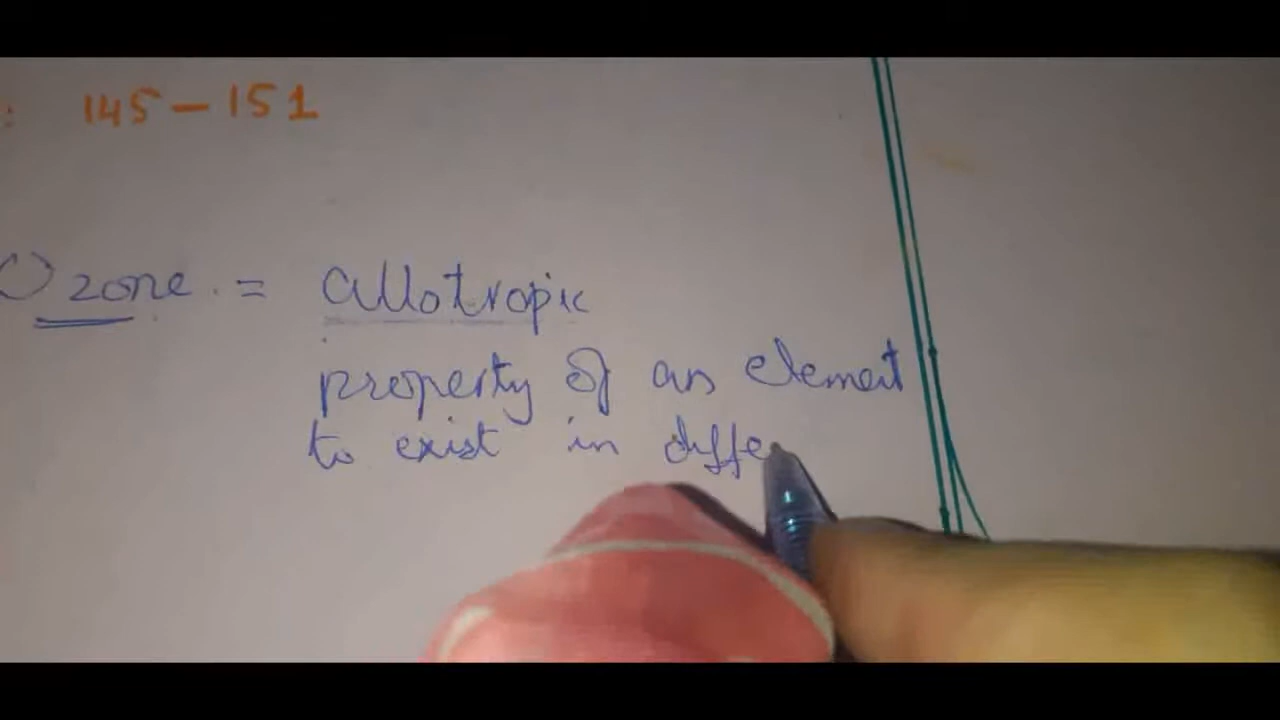 : 145-151
Ozone = allotropic
property of an element
to exist in diffe